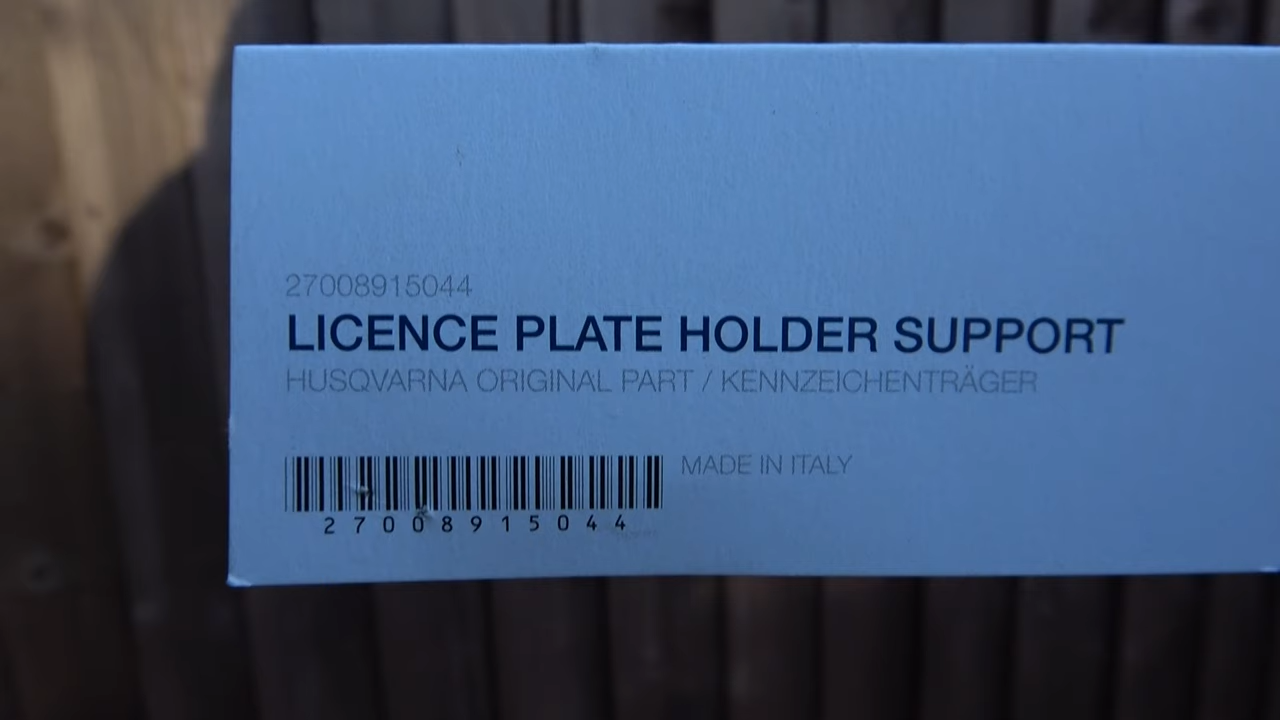 27008915044
LICENCE PLATE HOLDER SUPPORT
HUSQVARNA ORIGINAL PART / KENNZEICHENTRÄGER
MADE IN ITALY
2 7 0 0 8 9 1 5 0 4 4